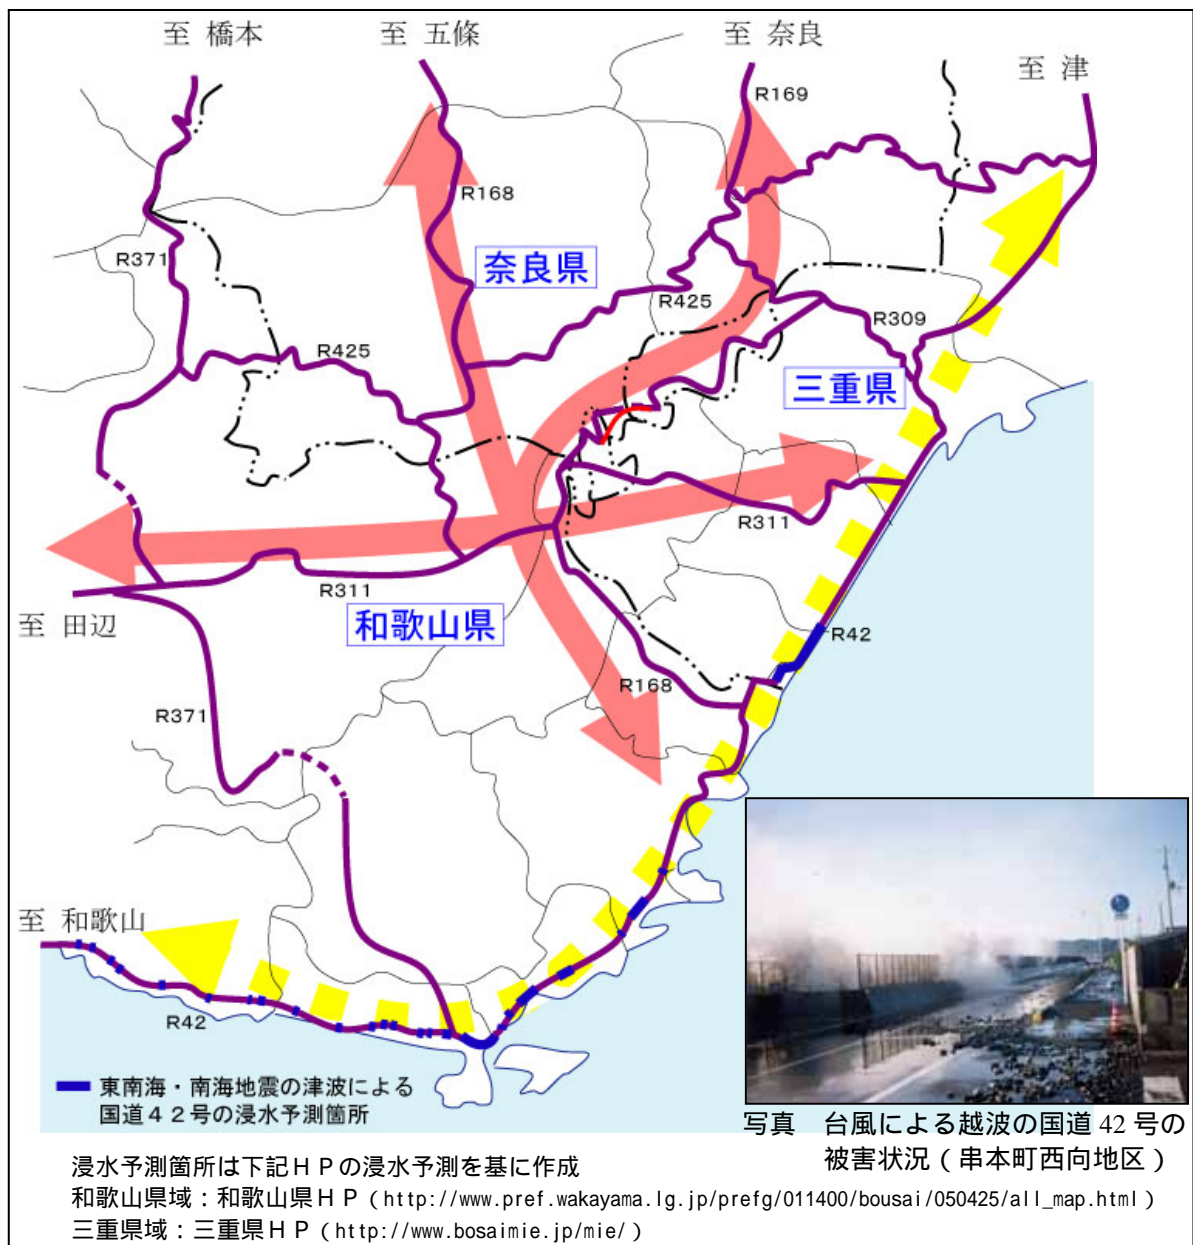 至 橋本
至 五條
至 奈良
至 津
R169
R168
R371
奈良県
R425
R309
R425
三重県
R311
R311
至 田辺
和歌山県
R42
R168
R371
至 和歌山
R42
東南海・南海地震の津波による
国道４２号の浸水予測箇所
写真　台風による越波の国道 42 号の
被害状況（串本町西向地区）
浸水予測箇所は下記ＨＰの浸水予測を基に作成
和歌山県域：和歌山県ＨＰ（http://www.pref.wakayama.lg.jp/prefg/011400/bousai/050425/all_map.html）
三重県域：三重県ＨＰ（http://www.bosaimie.jp/mie/）